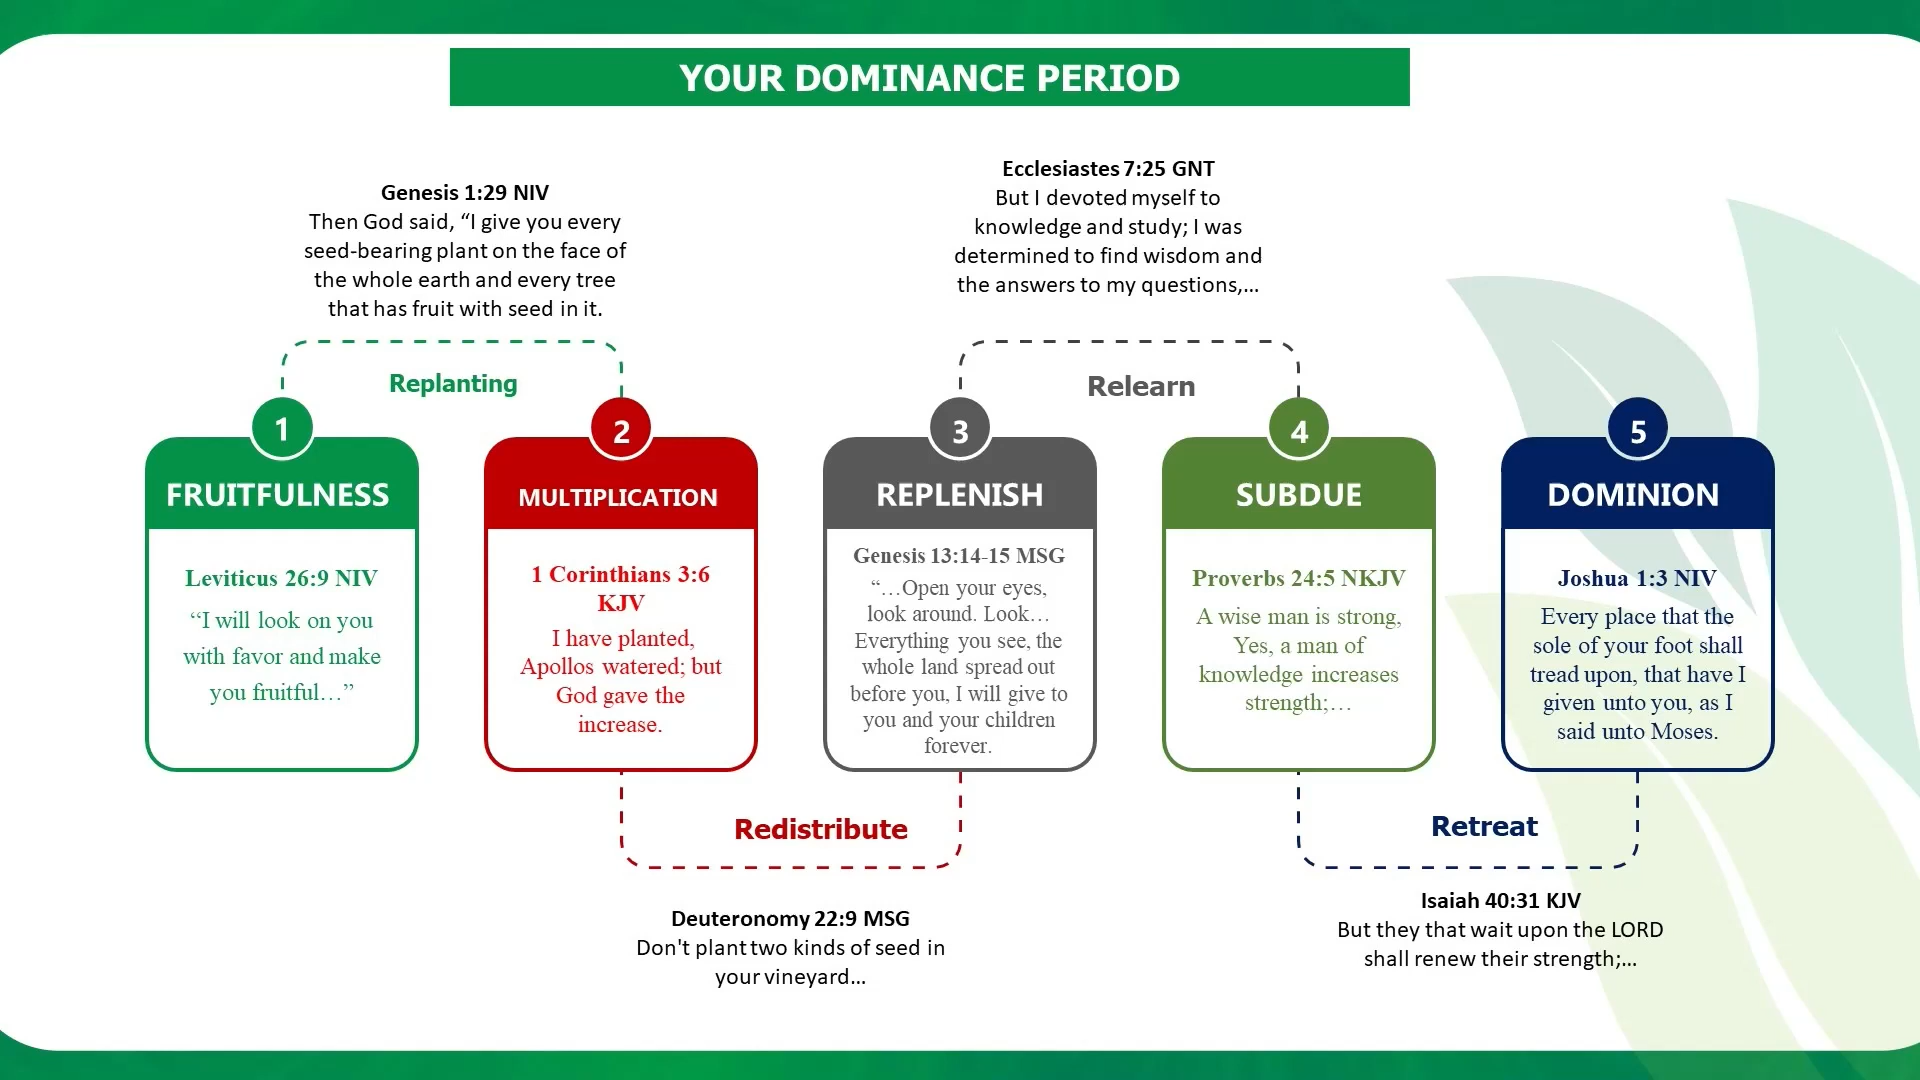 YOUR DOMINANCE PERIOD
Genesis 1:29 NIV
Then God said, “I give you every
seed-bearing plant on the face of
the whole earth and every tree
that has fruit with seed in it.
Ecclesiastes 7:25 GNT
But I devoted myself to
knowledge and study; I was
determined to find wisdom and
the answers to my questions,...
Replanting
Relearn
1
FRUITFULNESS
Leviticus 26:9 NIV
“I will look on you
with favor and make
you fruitful…”
2
MULTIPLICATION
1 Corinthians 3:6
KJV
I have planted,
Apollos watered; but
God gave the
increase.
3
REPLENISH
Genesis 13:14-15 MSG
“…Open your eyes,
look around. Look…
Everything you see, the
whole land spread out
before you, I will give to
you and your children
forever.
4
SUBDUE
Proverbs 24:5 NKJV
A wise man is strong,
Yes, a man of
knowledge increases
strength;…
5
DOMINION
Joshua 1:3 NIV
Every place that the
sole of your foot shall
tread upon, that have I
given unto you, as I
said unto Moses.
Redistribute
Deuteronomy 22:9 MSG
Don't plant two kinds of seed in
your vineyard...
Retreat
Isaiah 40:31 KJV
But they that wait upon the LORD
shall renew their strength;...